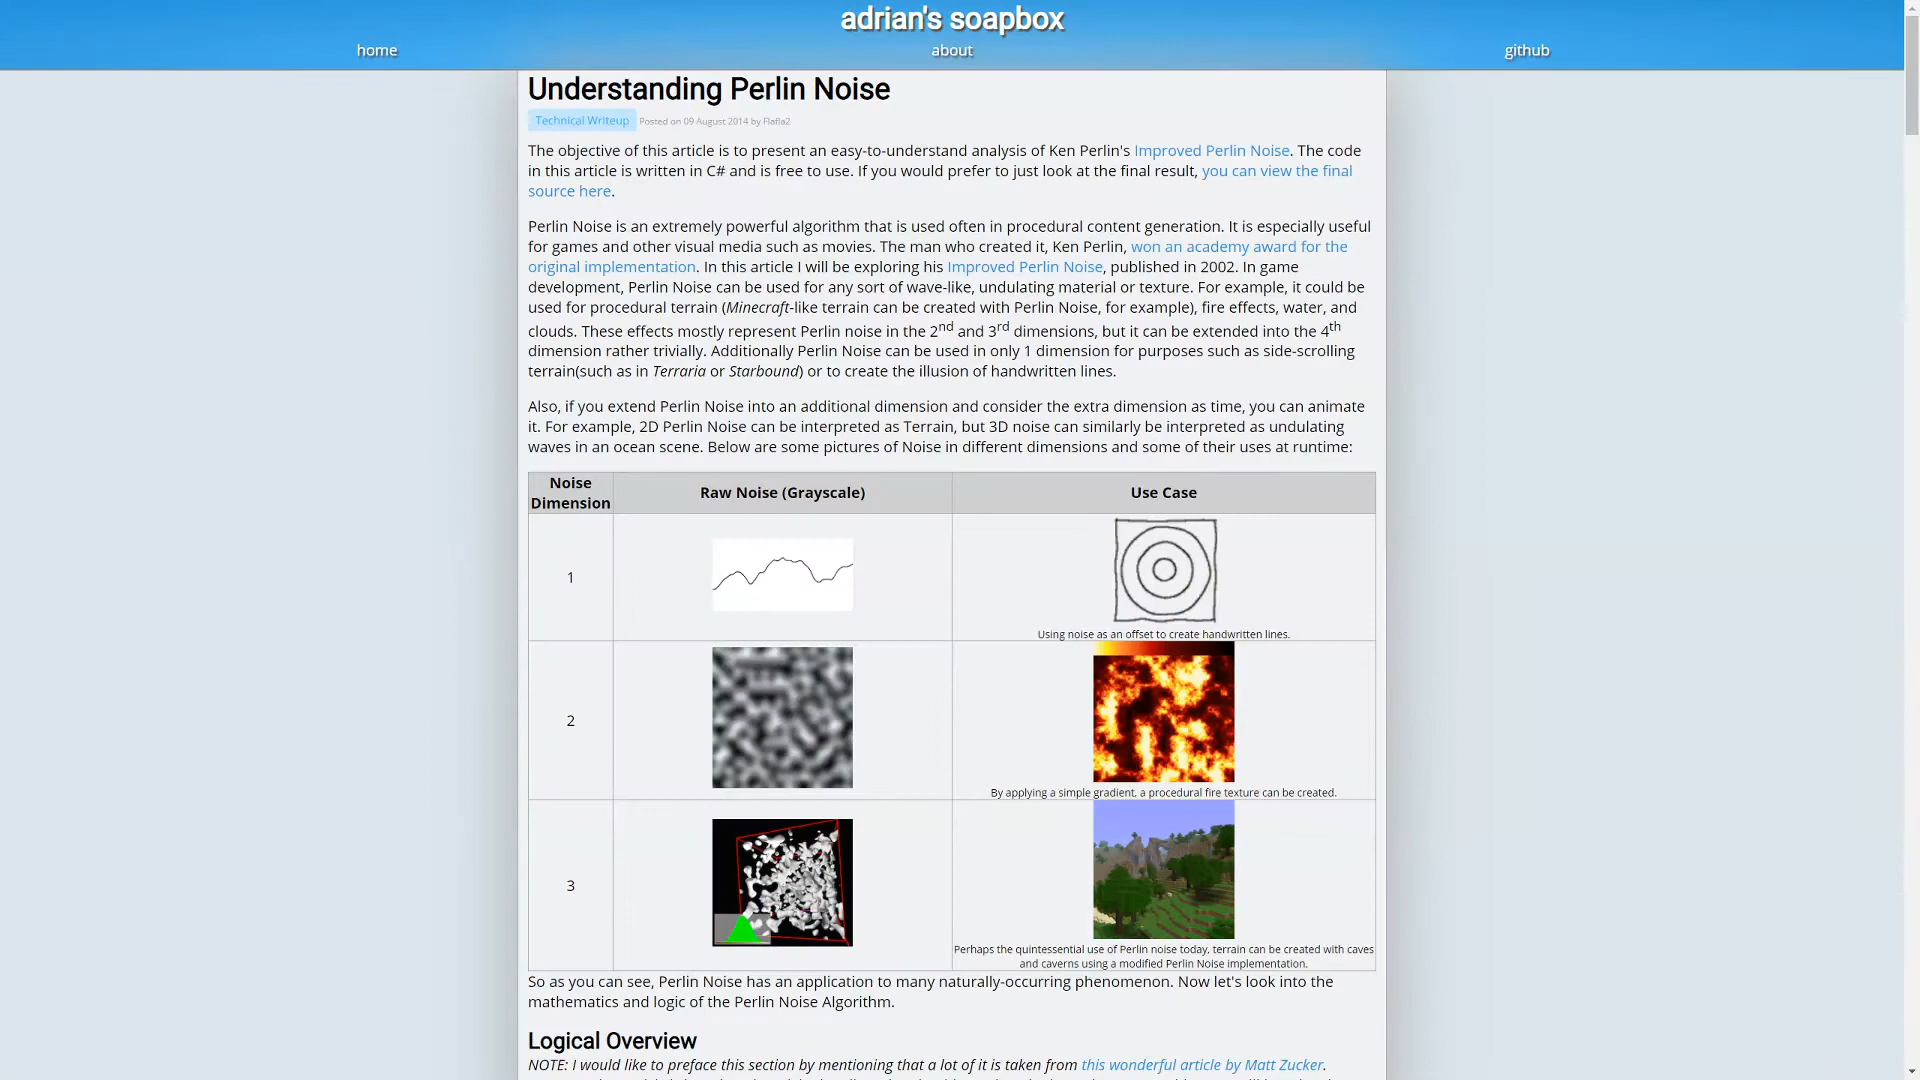 adrian's soapbox
home
about
github
Understanding Perlin Noise
Technical Writeup Posted on 09 August 2014 by Flafla2
The objective of this article is to present an easy-to-understand analysis of Ken Perlin's Improved Perlin Noise. The code
in this article is written in C# and is free to use. If you would prefer to just look at the final result, you can view the final
source here.
Perlin Noise is an extremely powerful algorithm that is used often in procedural content generation. It is especially useful
for games and other visual media such as movies. The man who created it, Ken Perlin, won an academy award for the
original implementation. In this article I will be exploring his Improved Perlin Noise, published in 2002. In game
development, Perlin Noise can be used for any sort of wave-like, undulating material or texture. For example, it could be
used for procedural terrain (Minecraft-like terrain can be created with Perlin Noise, for example), fire effects, water, and
clouds. These effects mostly represent Perlin noise in the 2nd and 3rd dimensions, but it can be extended into the 4th
dimension rather trivially. Additionally Perlin Noise can be used in only 1 dimension for purposes such as side-scrolling
terrain(such as in Terraria or Starbound) or to create the illusion of handwritten lines.
Also, if you extend Perlin Noise into an additional dimension and consider the extra dimension as time, you can animate
it. For example, 2D Perlin Noise can be interpreted as Terrain, but 3D noise can similarly be interpreted as undulating
waves in an ocean scene. Below are some pictures of Noise in different dimensions and some of their uses at runtime:
Noise
Dimension
Raw Noise (Grayscale)
Use Case
1
Using noise as an offset to create handwritten lines.
2
By applying a simple gradient, a procedural fire texture can be created.
3
Perhaps the quintessential use of Perlin noise today, terrain can be created with caves
and caverns using a modified Perlin Noise implementation.
So as you can see, Perlin Noise has an application to many naturally-occurring phenomenon. Now let's look into the
mathematics and logic of the Perlin Noise Algorithm.
Logical Overview
NOTE: I would like to preface this section by mentioning that a lot of it is taken from this wonderful article by Matt Zucker.